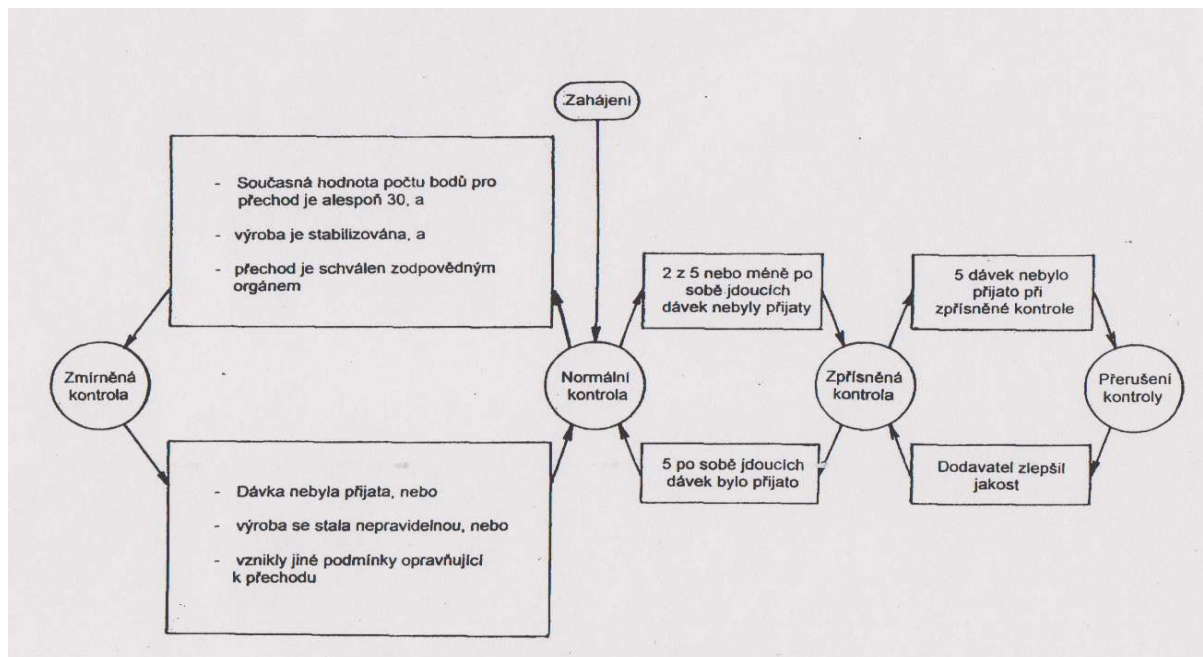 Zahájení
- Současná hodnota počtu bodů pro
přechod je alespoň 30, a
- výroba je stabilizována, a
- přechod je schválen zodpovědným
orgánem
2 z 5 nebo méně po
sobě jdoucích
dávek nebyly přijaty
5 dávek nebylo
přijato při
zpřísněné kontrole
Zmírněná
kontrola
Normální
kontrola
Zpřísněná
kontrola
Přerušení
kontroly
- Dávka nebyla přijata, nebo
- výroba se stala nepravidelnou, nebo
- vznikly jiné podmínky opravňující
k přechodu
5 po sobě jdoucích
dávek bylo přijato
Dodavatel zlepšil
jakost